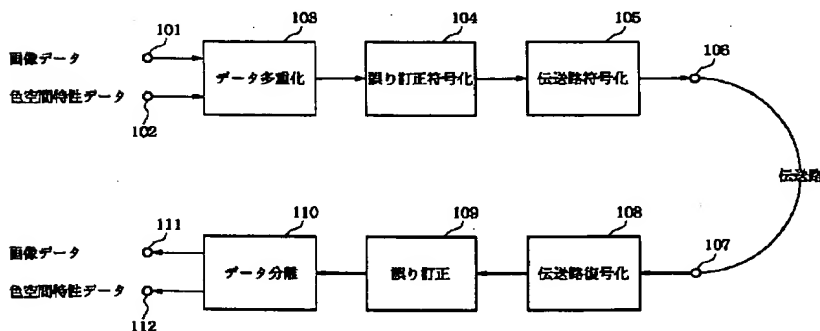 101
103
104
105
106
画像データ
データ多重化
誤り訂正符号化
伝送路符号化
色空間特性データ
102
伝送路
111
110
109
108
107
画像データ
データ分離
誤り訂正
伝送路復号化
色空間特性データ
112